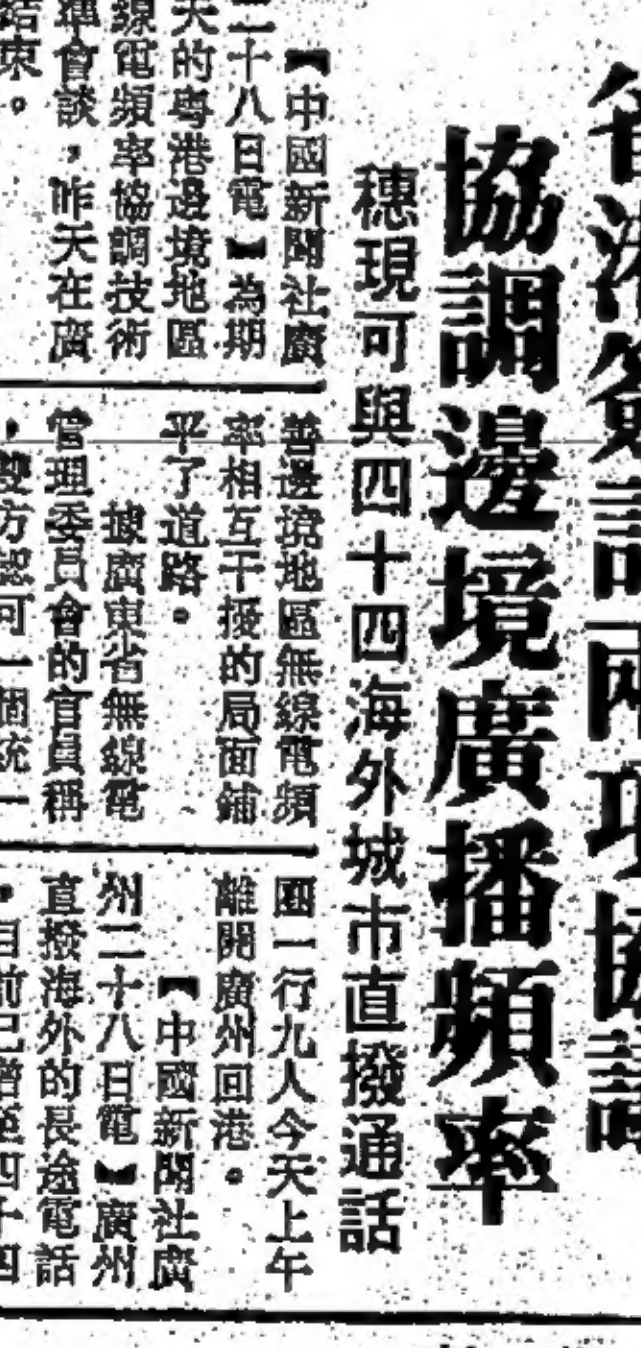 簽訂兩項協議
協調邊境廣播頻率
穗現可與四十四海外城市直撥通話
【中國新聞社廣
二十八日電】為期
天的粵港邊境地區
線電頻率協調技術
會談，昨天在廣
結束。
善邊境地區無線電頻
率相互干擾的局面鋪
平了道路。
據廣東省無線電
管理委員會的官員稱
，雙方認可一個統一
團一行九人今天上午
離開廣州回港。
【中國新聞社廣
州二十八日電】廣州
直撥海外的長途電話
，目前已增至四十四